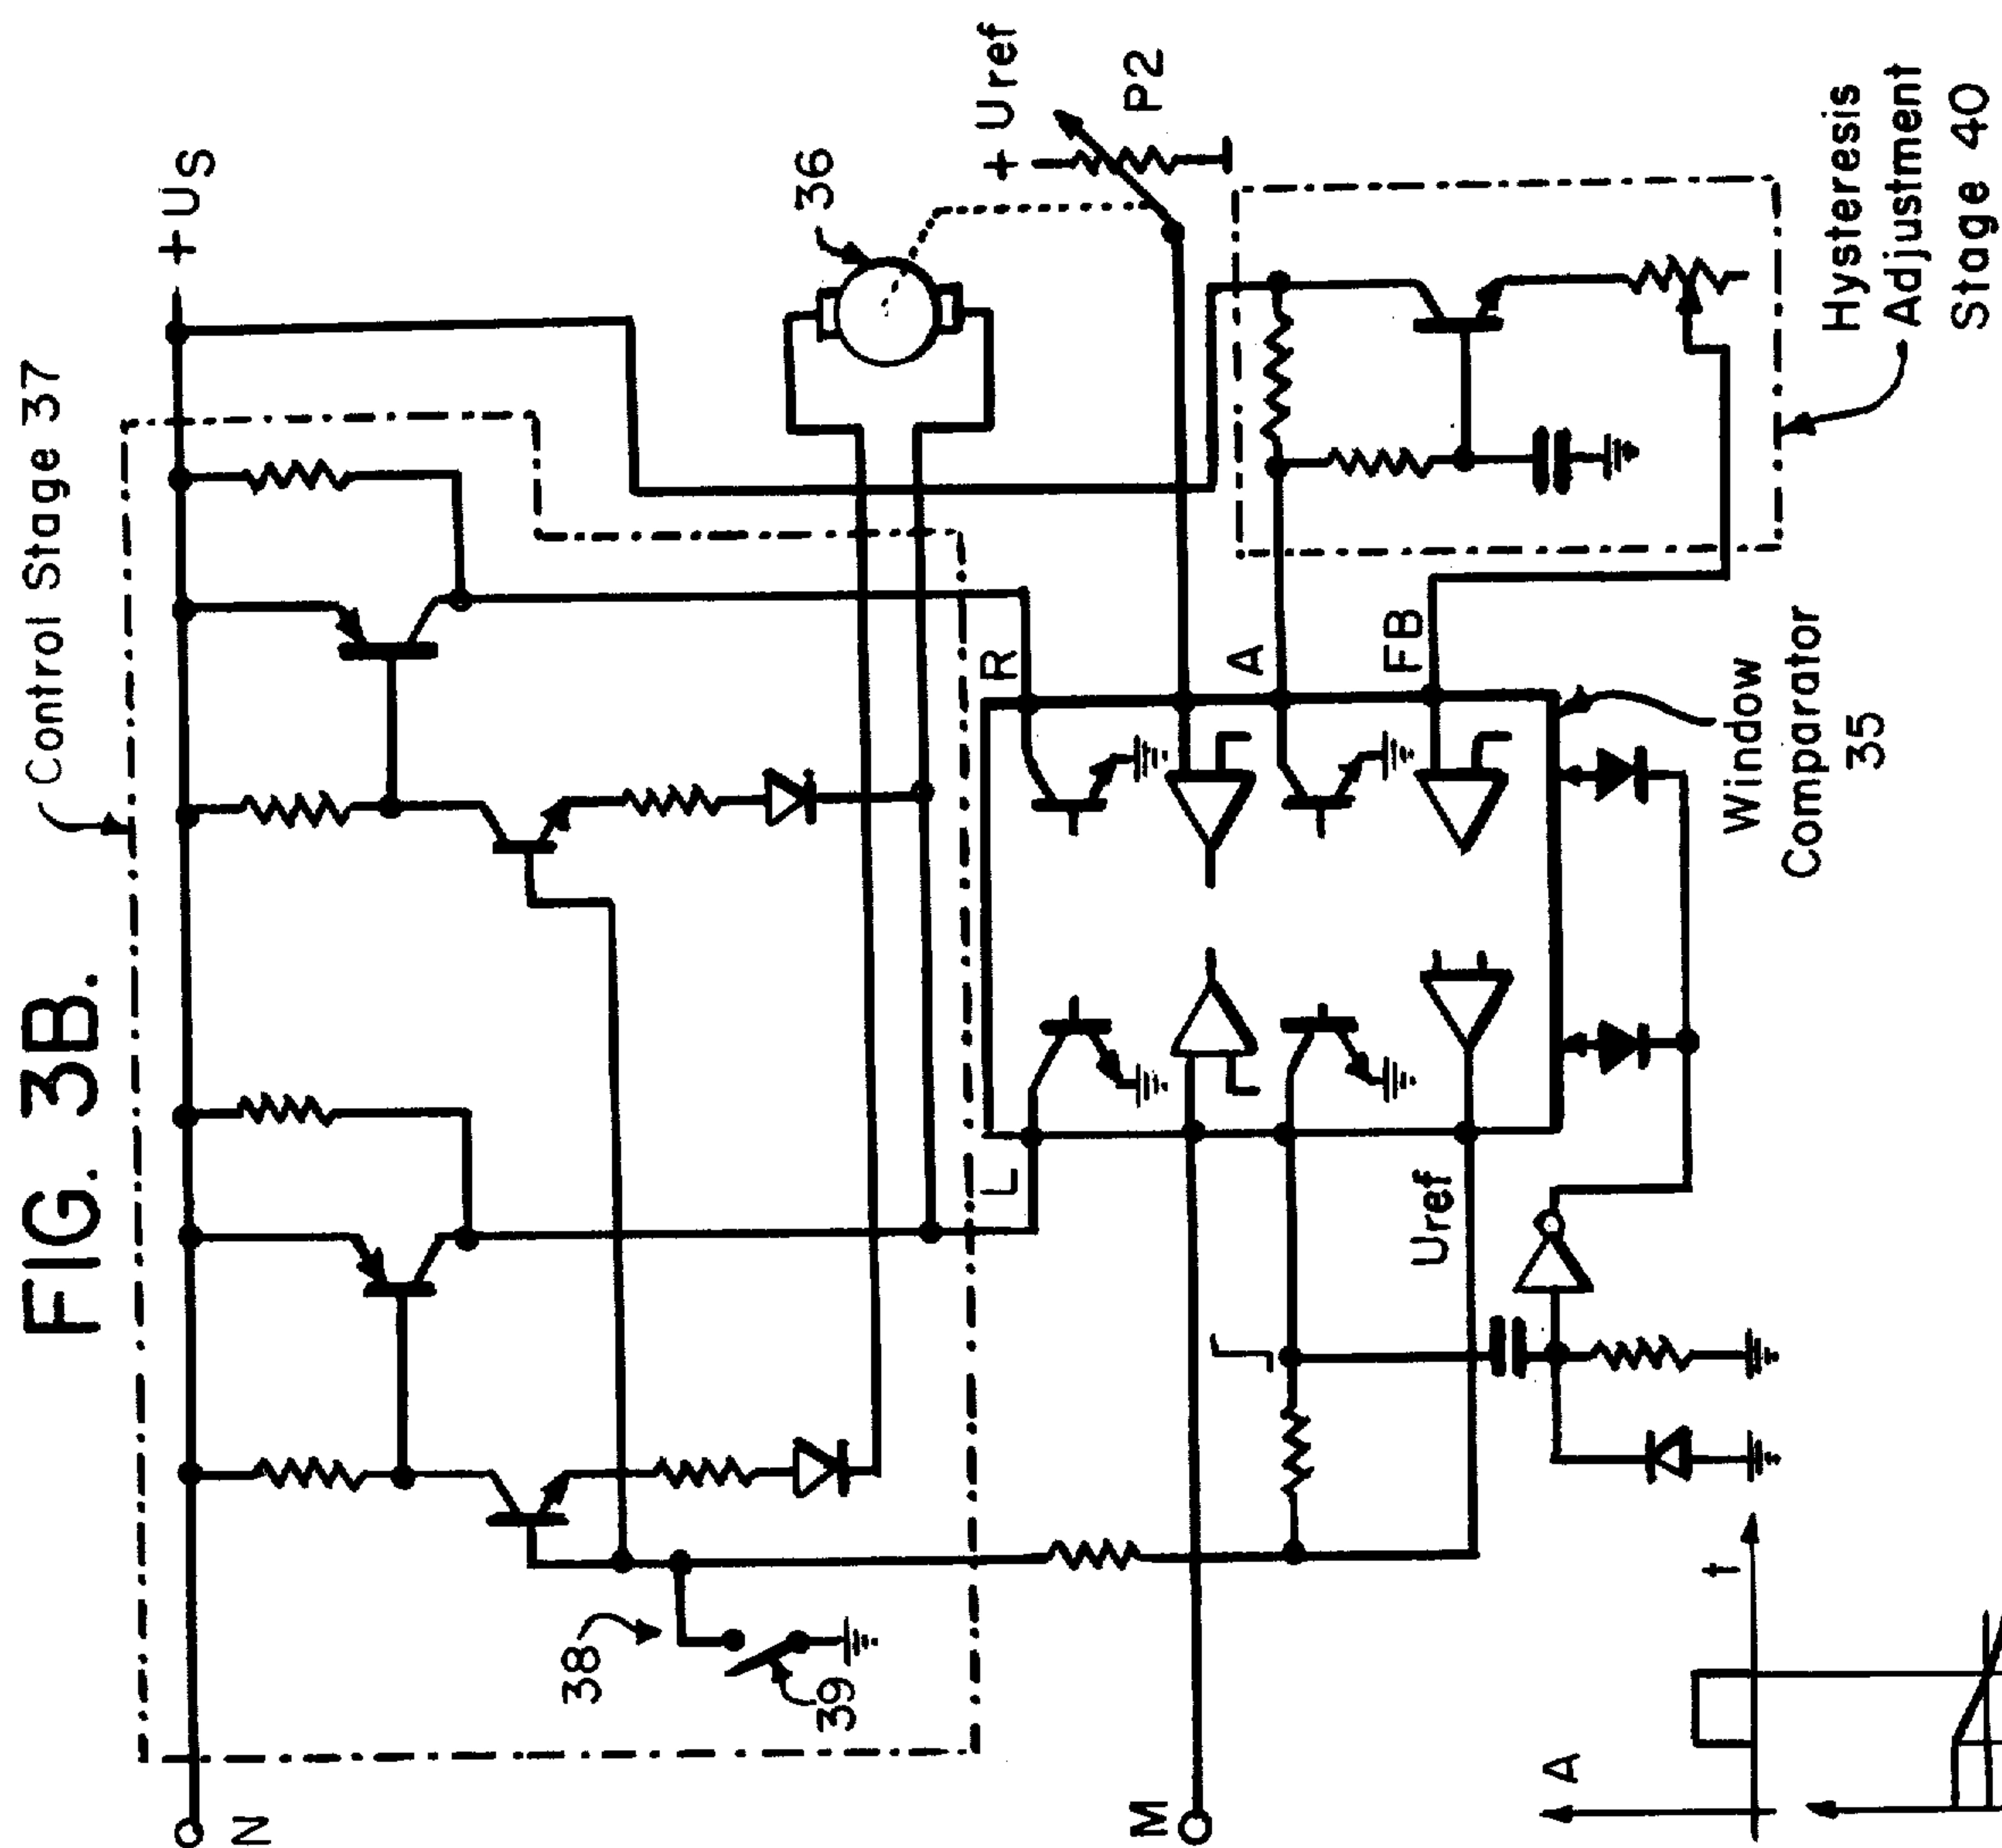 FIG. 3B.
Control Stage 37
+Us
N
36
+Uref
P2
38
39
L
R
A
FB
Uref
M
Window
Comparator
35
Hysteresis
Adjustment
Stage 40
A
t